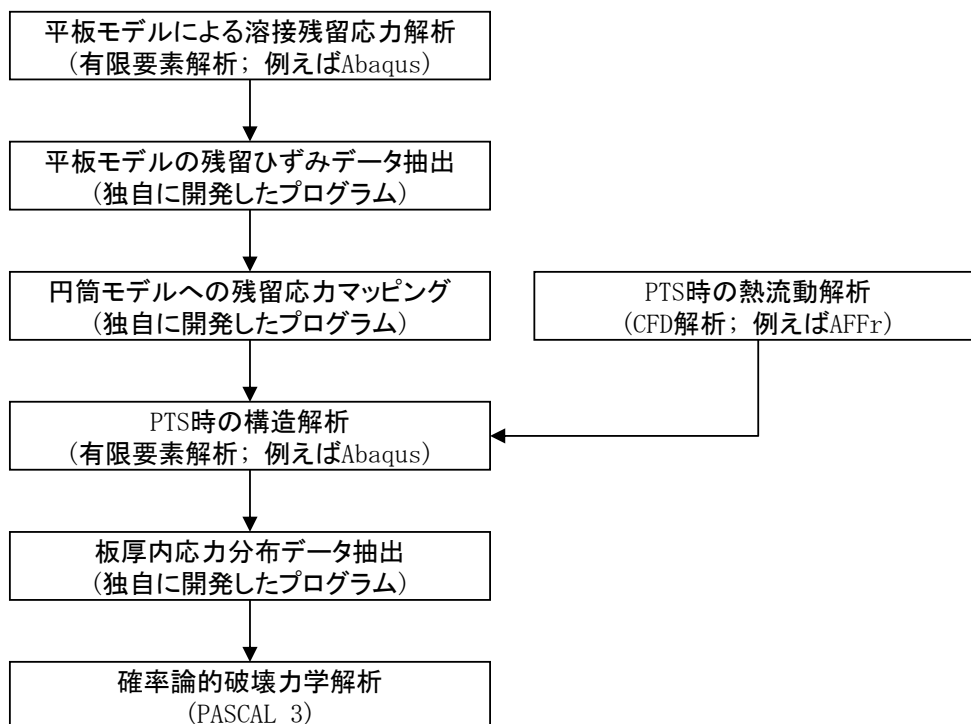 平板モデルによる溶接残留応力解析
(有限要素解析; 例えばAbaqus)
平板モデルの残留ひずみデータ抽出
(独自に開発したプログラム)
円筒モデルへの残留応力マッピング
(独自に開発したプログラム)
PTS時の熱流動解析
(CFD解析; 例えばAFFr)
PTS時の構造解析
(有限要素解析; 例えばAbaqus)
板厚内応力分布データ抽出
(独自に開発したプログラム)
確率論的破壊力学解析
(PASCAL 3)